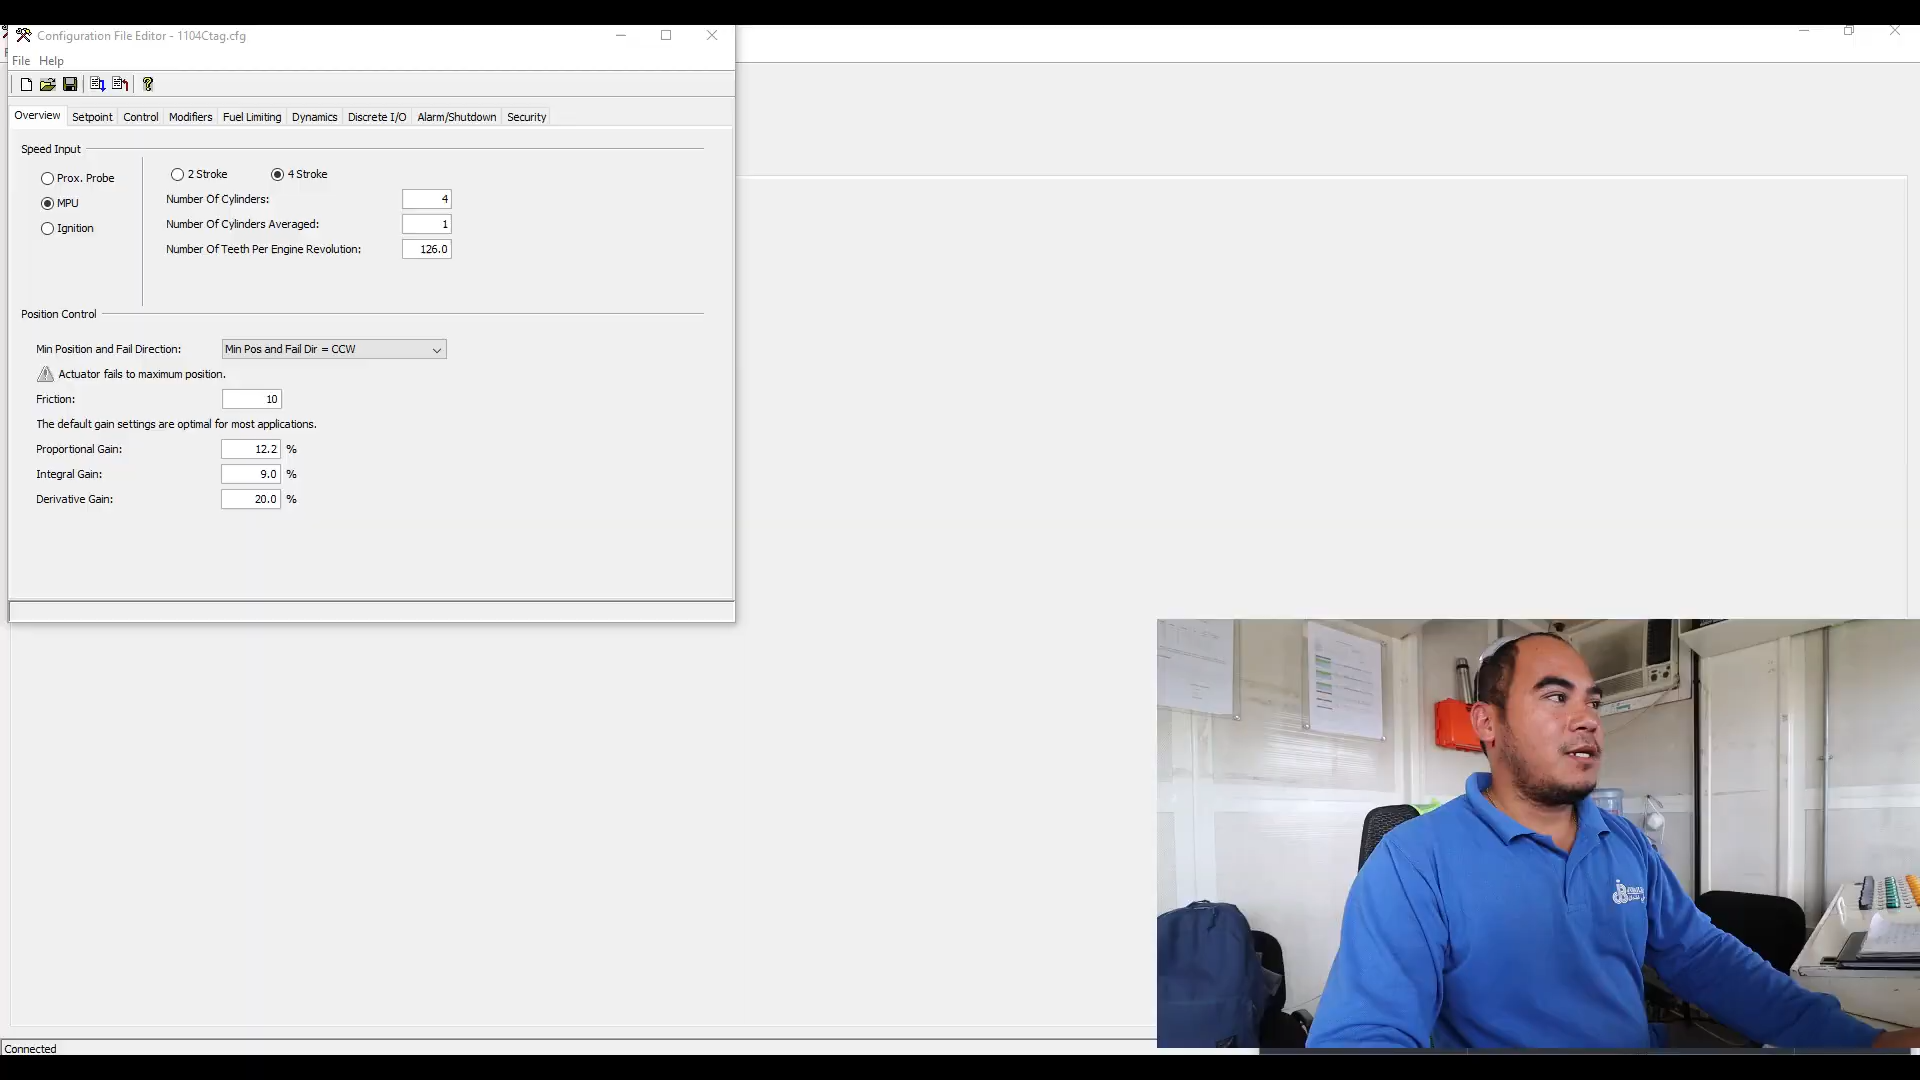 Configuration File Editor - 1104Ctag.cfg
File Help
Overview Setpoint Control Modifiers Fuel Limiting Dynamics Discrete I/O Alarm/Shutdown Security
Speed Input
Prox. Probe
MPU
Ignition
2 Stroke 4 Stroke
Number Of Cylinders: 4
Number Of Cylinders Averaged: 1
Number Of Teeth Per Engine Revolution: 126.0
Position Control
Min Position and Fail Direction: Min Pos and Fail Dir = CCW
Actuator fails to maximum position.
Friction: 10
The default gain settings are optimal for most applications.
Proportional Gain: 12.2 %
Integral Gain: 9.0 %
Derivative Gain: 20.0 %
Connected